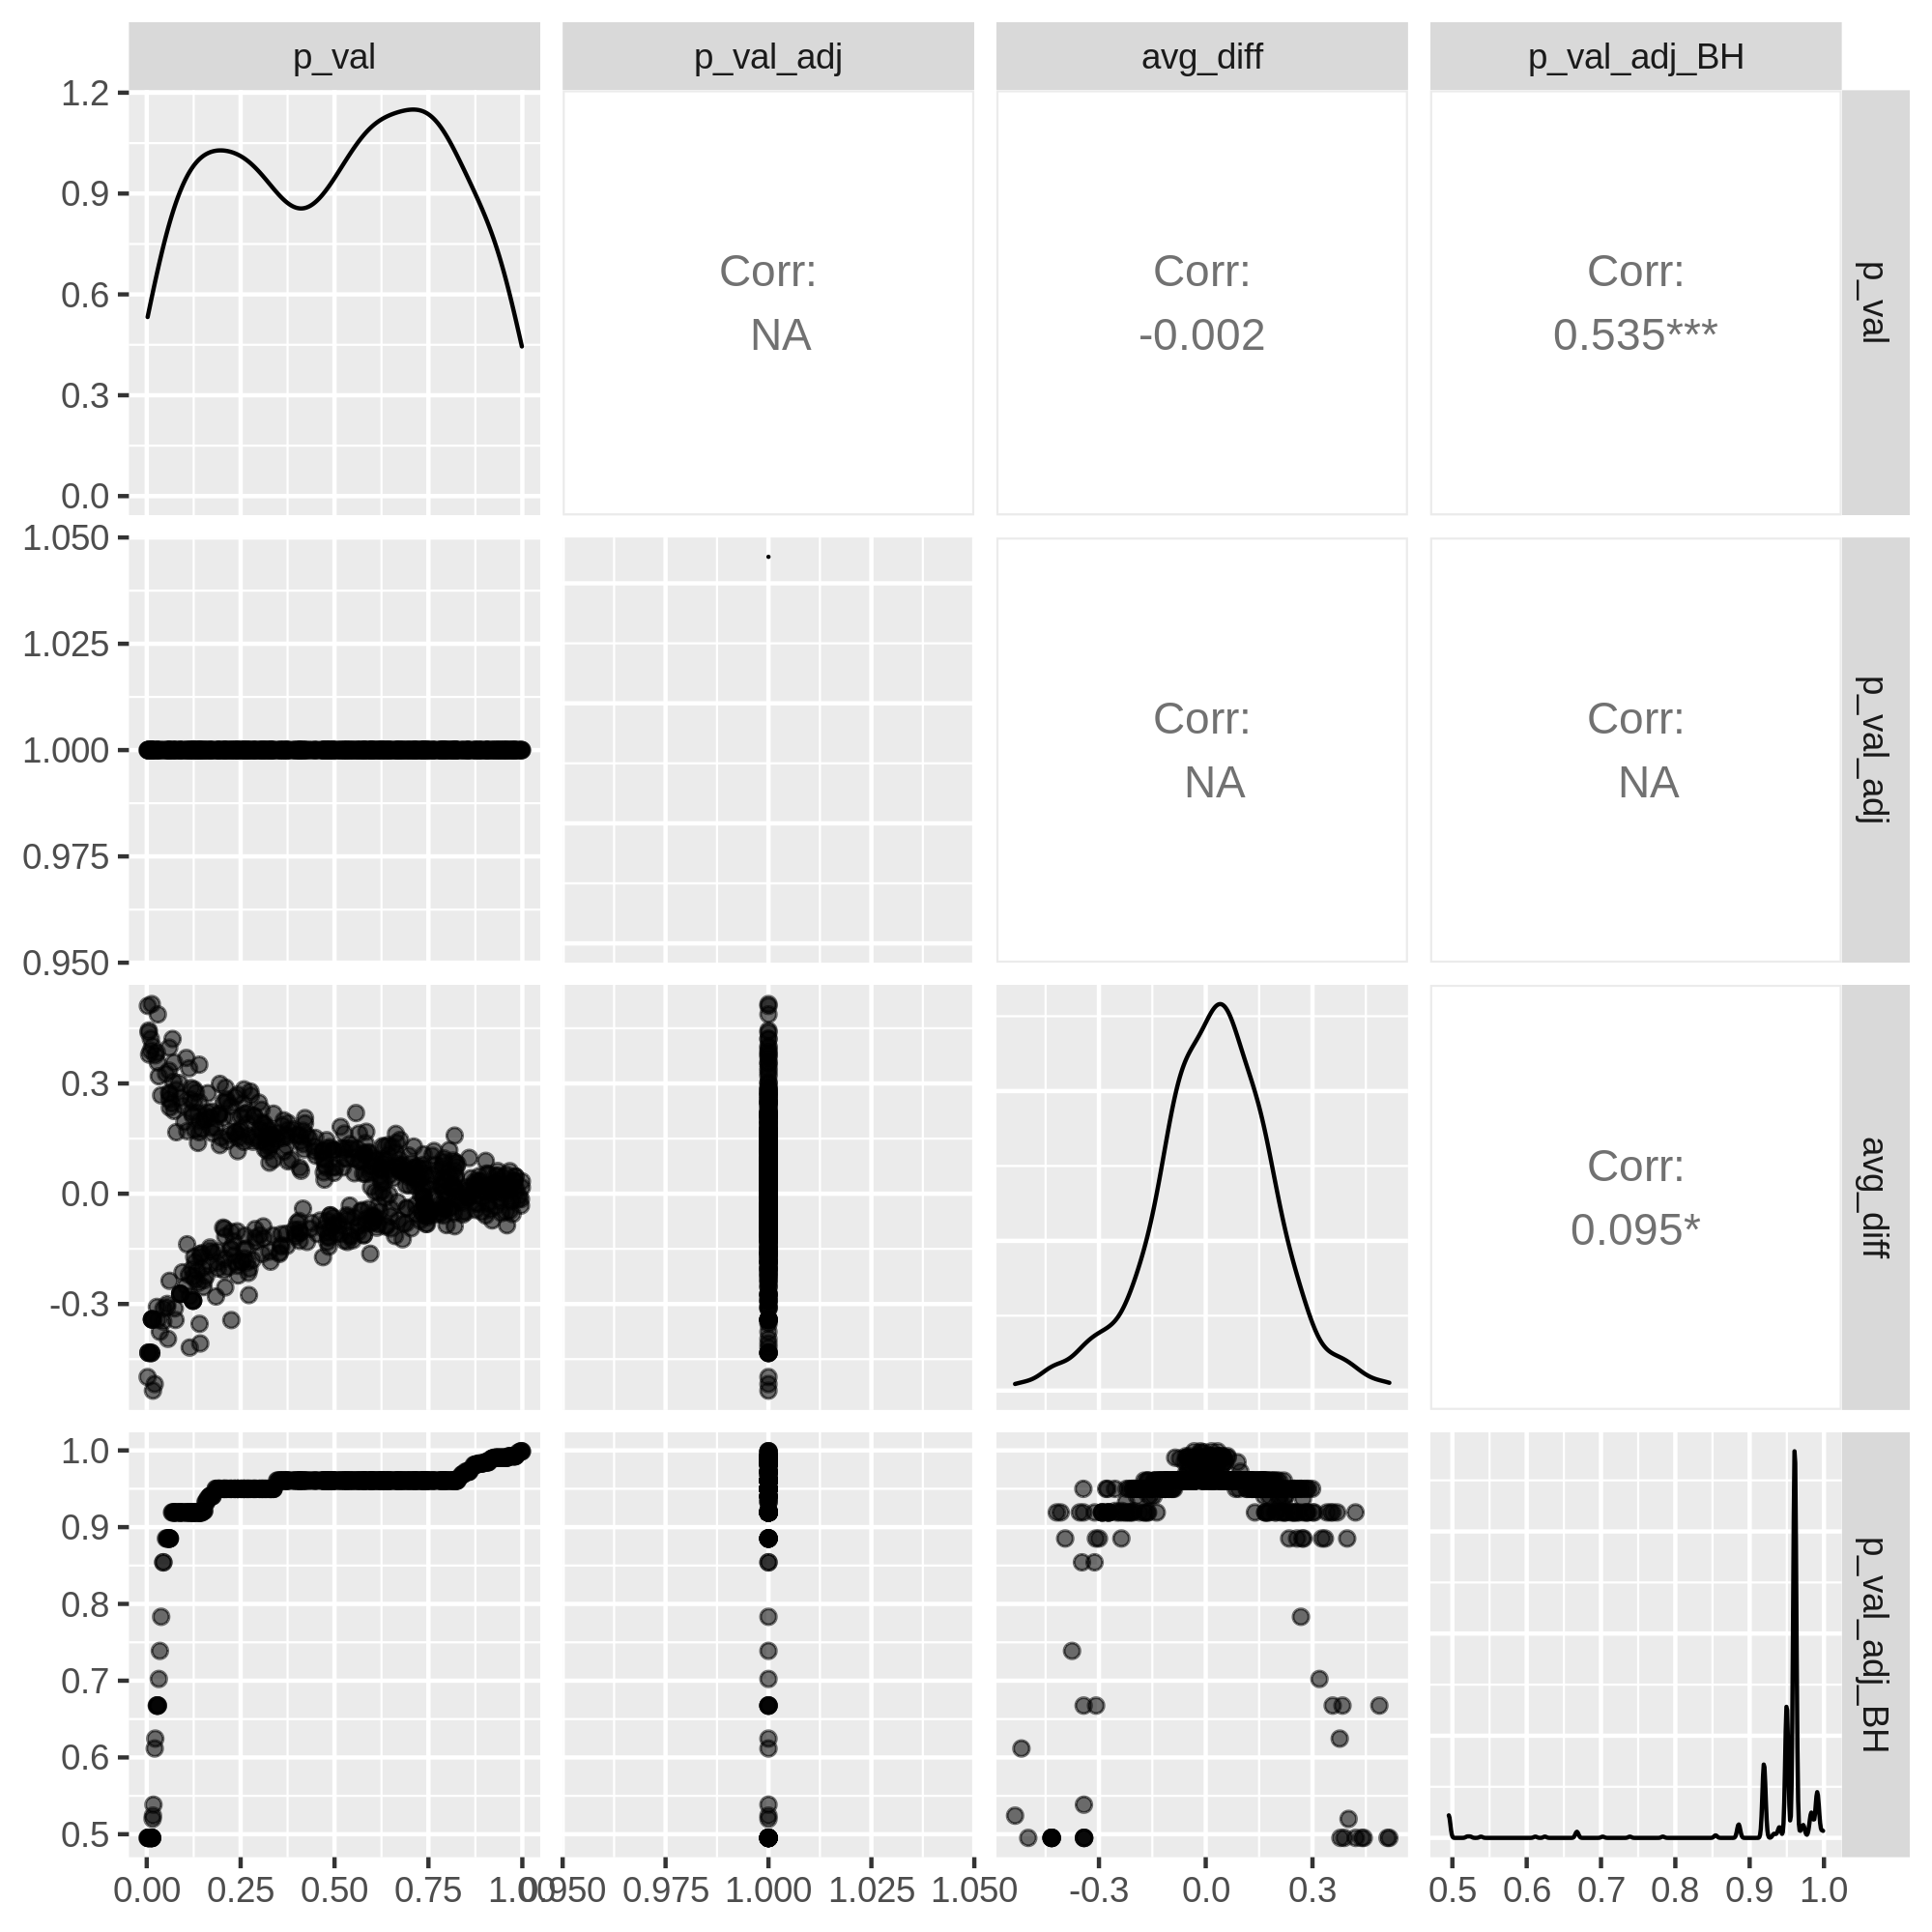 p_val
p_val_adj
avg_diff
p_val_adj_BH
1.2
0.9
0.6
0.3
0.0
Corr:
NA
Corr:
-0.002
Corr:
0.535***
p_val
1.050
1.025
1.000
0.975
0.950
Corr:
NA
Corr:
NA
p_val_adj
0.3
0.0
-0.3
Corr:
0.095*
avg_diff
1.0
0.9
0.8
0.7
0.6
0.5
p_val_adj_BH
0.00 0.25 0.50 0.75 1.00
0.950 0.975 1.000 1.025 1.050
-0.3 0.0 0.3
0.5 0.6 0.7 0.8 0.9 1.0